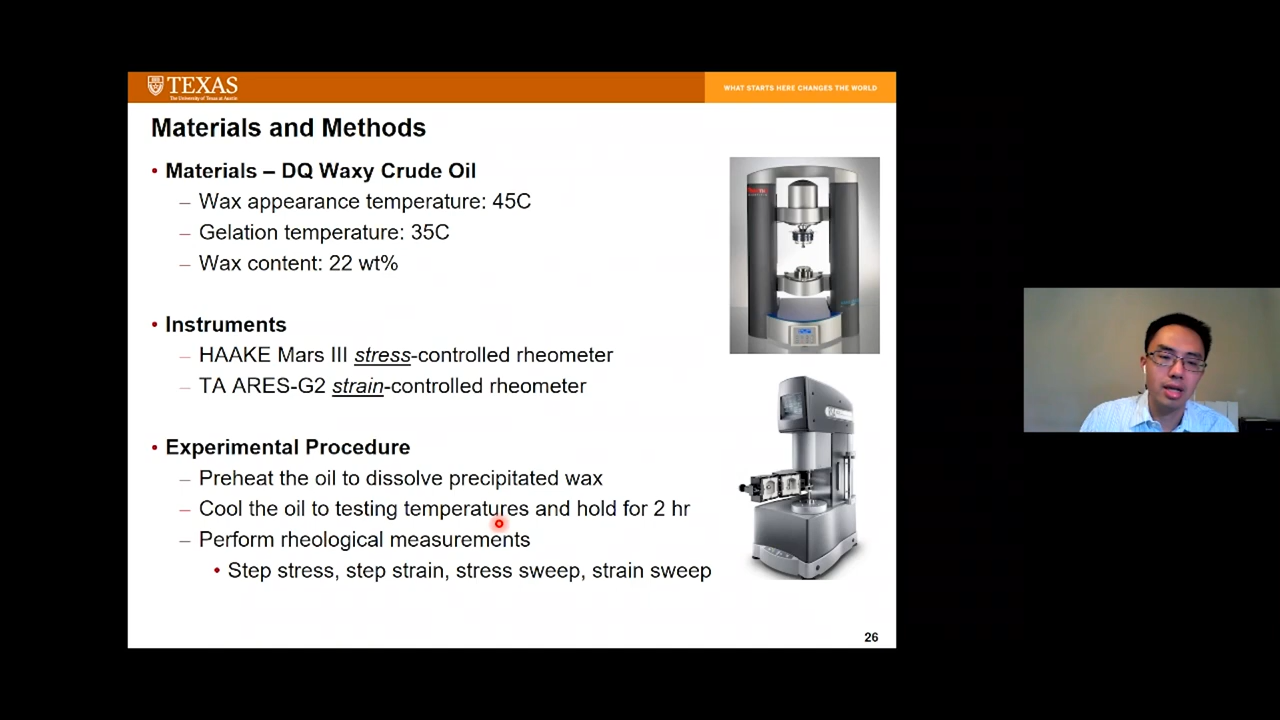 TEXAS
The University of Texas at Austin
WHAT STARTS HERE CHANGES THE WORLD
Materials and Methods
• Materials – DQ Waxy Crude Oil
– Wax appearance temperature: 45C
– Gelation temperature: 35C
– Wax content: 22 wt%
• Instruments
– HAAKE Mars III stress-controlled rheometer
– TA ARES-G2 strain-controlled rheometer
• Experimental Procedure
– Preheat the oil to dissolve precipitated wax
– Cool the oil to testing temperatures and hold for 2 hr
– Perform rheological measurements
• Step stress, step strain, stress sweep, strain sweep
26